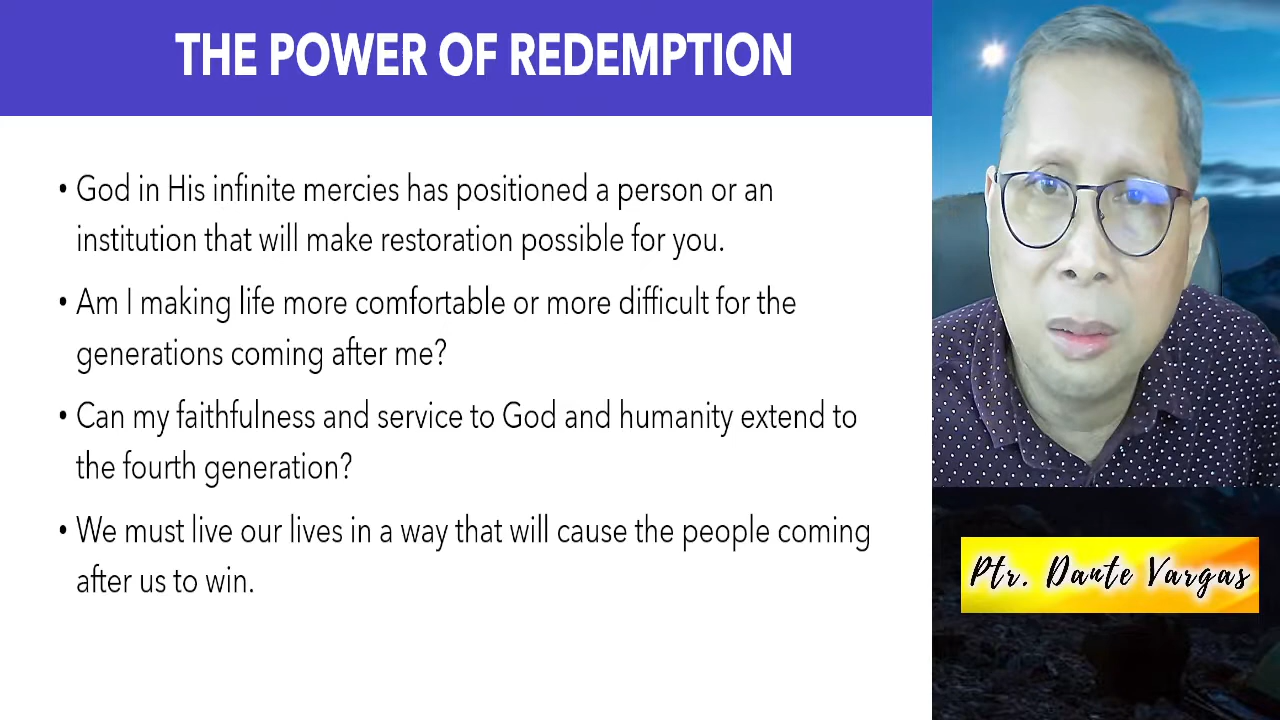 THE POWER OF REDEMPTION
• God in His infinite mercies has positioned a person or an
institution that will make restoration possible for you.
• Am I making life more comfortable or more difficult for the
generations coming after me?
• Can my faithfulness and service to God and humanity extend to
the fourth generation?
• We must live our lives in a way that will cause the people coming
after us to win.
Ptr. Dante Vargas